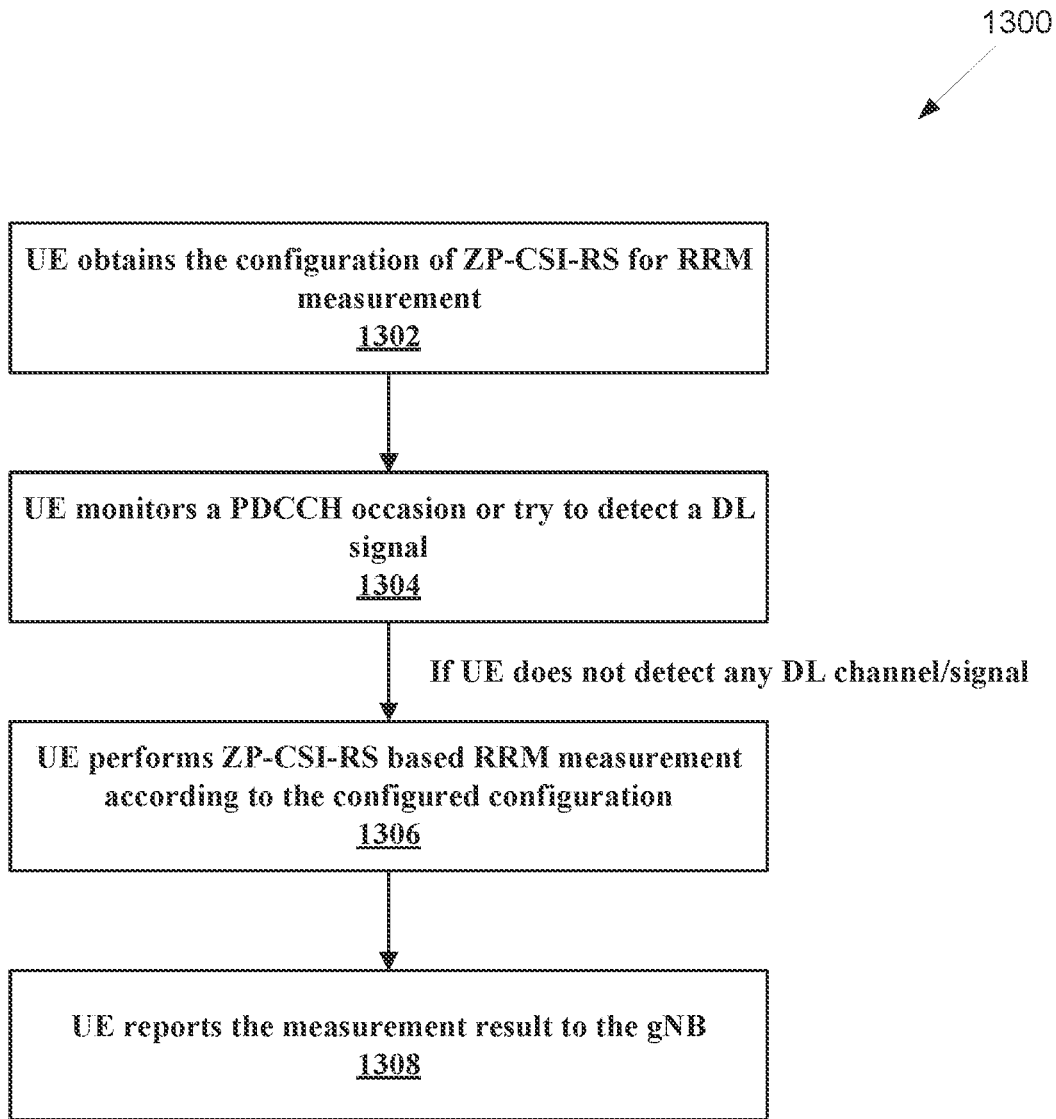 1300
UE obtains the configuration of ZP-CSI-RS for RRM
measurement
1302
UE monitors a PDCCH occasion or try to detect a DL
signal
1304
If UE does not detect any DL channel/signal
UE performs ZP-CSI-RS based RRM measurement
according to the configured configuration
1306
UE reports the measurement result to the gNB
1308